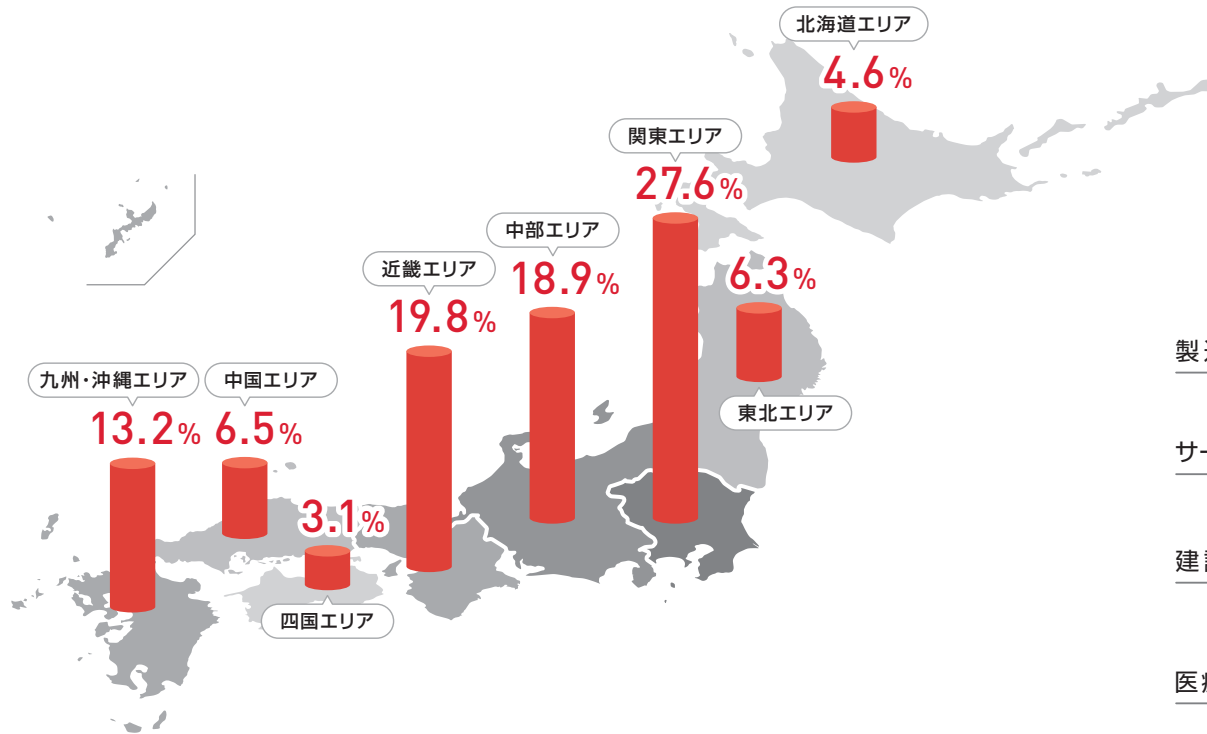 北海道エリア
4.6%
関東エリア
27.6%
中部エリア
18.9%
近畿エリア
19.8%
6.3%
東北エリア
九州・沖縄エリア
13.2%
中国エリア
6.5%
3.1%
四国エリア
製
サー
建
医